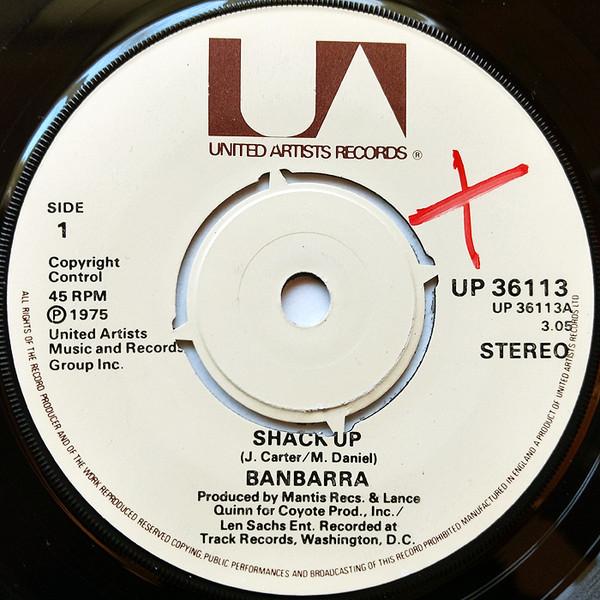 UA
UNITED ARTISTS RECORDS ®
SIDE
1
Copyright
Control
45 RPM
Ⓟ 1975
United Artists
Music and Records
Group Inc.
UP 36113
UP 36113A
3.05
STEREO
SHACK UP
(J. Carter/M. Daniel)
BANBARRA
Produced by Mantis Recs. & Lance
Quinn for Coyote Prod., Inc./
Len Sachs Ent. Recorded at
Track Records, Washington, D.C.
ALL RIGHTS OF THE RECORD PRODUCER AND OF THE WORK REPRODUCED RESERVED COPYING, PUBLIC PERFORMANCES AND BROADCASTING OF THIS RECORD PROHIBITED MANUFACTURED IN ENGLAND A PRODUCT OF UNITED ARTISTS RECORDS LTD